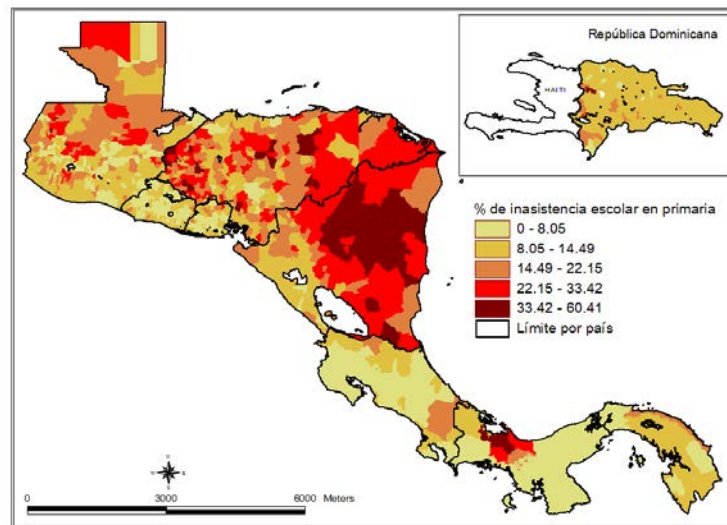 República Dominicana
HAITI
% de inasistencia escolar en primaria
0 - 8.05
8.05 - 14.49
14.49 - 22.15
22.15 - 33.42
33.42 - 60.41
Límite por país
0 3000 6000 Meters